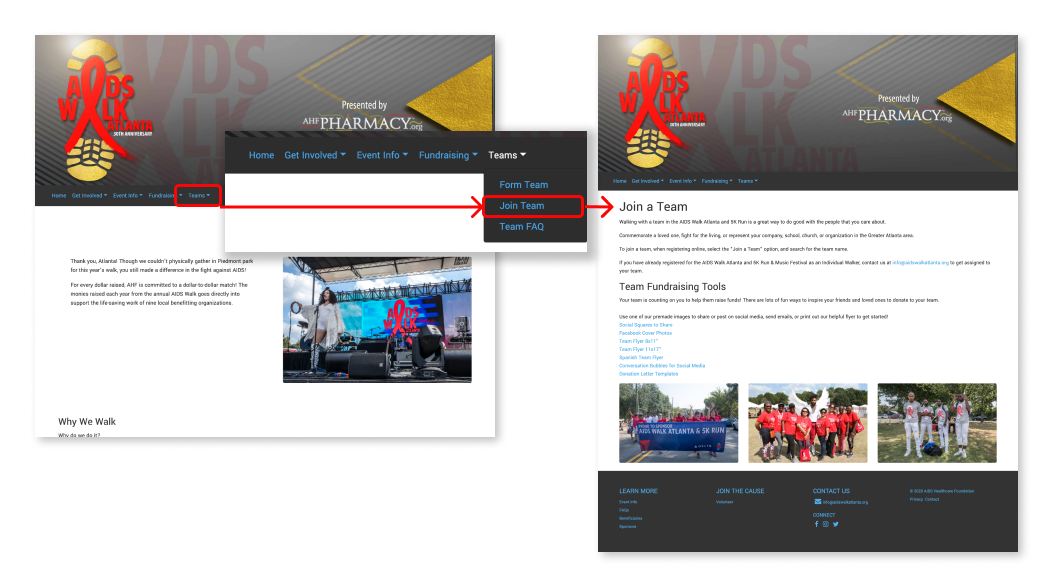 AIDS
WALK
ATLANTA
30TH ANNIVERSARY
Presented by
AHF PHARMACY.org
Home Get Involved Event Info Fundraising Teams
Home Get Involved Event Info Fundraising Teams
Form Team
Join Team
Team FAQ
Thank you, Atlanta! Though we couldn't physically gather in Piedmont park
for this year's walk, you still made a difference in the fight against AIDS!
For every dollar raised, AHF is committed to a dollar-to-dollar match! The
monies raised each year from the annual AIDS Walk goes directly into
support the life-saving work of nine local benefitting organizations.
AIDS
WALK
ATLANTA
Why We Walk
Why do we do it?
AIDS
WALK
ATLANTA
30TH ANNIVERSARY
Presented by
AHF PHARMACY.org
Home Get Involved Event Info Fundraising Teams
Join a Team
Walking with a team in the AIDS Walk Atlanta and 5K Run is a great way to do good with the people that you care about.
Commemorate a loved one, fight for the living, or represent your company, school, church, or organization in the Greater Atlanta area.
To join a team, when registering online, select the "Join a Team" option, and search for the team name.
If you have already registered for the AIDS Walk Atlanta and 5K Run & Music Festival as an Individual Walker, contact us at info@aidswalkatlanta.org to get assigned to
your team.
Team Fundraising Tools
Your team is counting on you to help them raise funds! There are lots of fun ways to inspire your friends and loved ones to donate to your team.
Use one of our premade images to share or post on social media, send emails, or print out our helpful flyer to get started!
Social Squares to Share
Facebook Cover Photos
Team Flyer 8x11"
Team Flyer 11x17"
Spanish Team Flyer
Conversation Bubbles for Social Media
Donation Letter Templates
PROUD TO SPONSOR
AIDS WALK ATLANTA & 5K RUN
DELTA
LEARN MORE
Event Info
FAQs
Beneficiaries
Sponsors
JOIN THE CAUSE
Volunteer
CONTACT US
info@aidswalkatlanta.org
CONNECT
© 2020 AIDS Healthcare Foundation
Privacy Contact